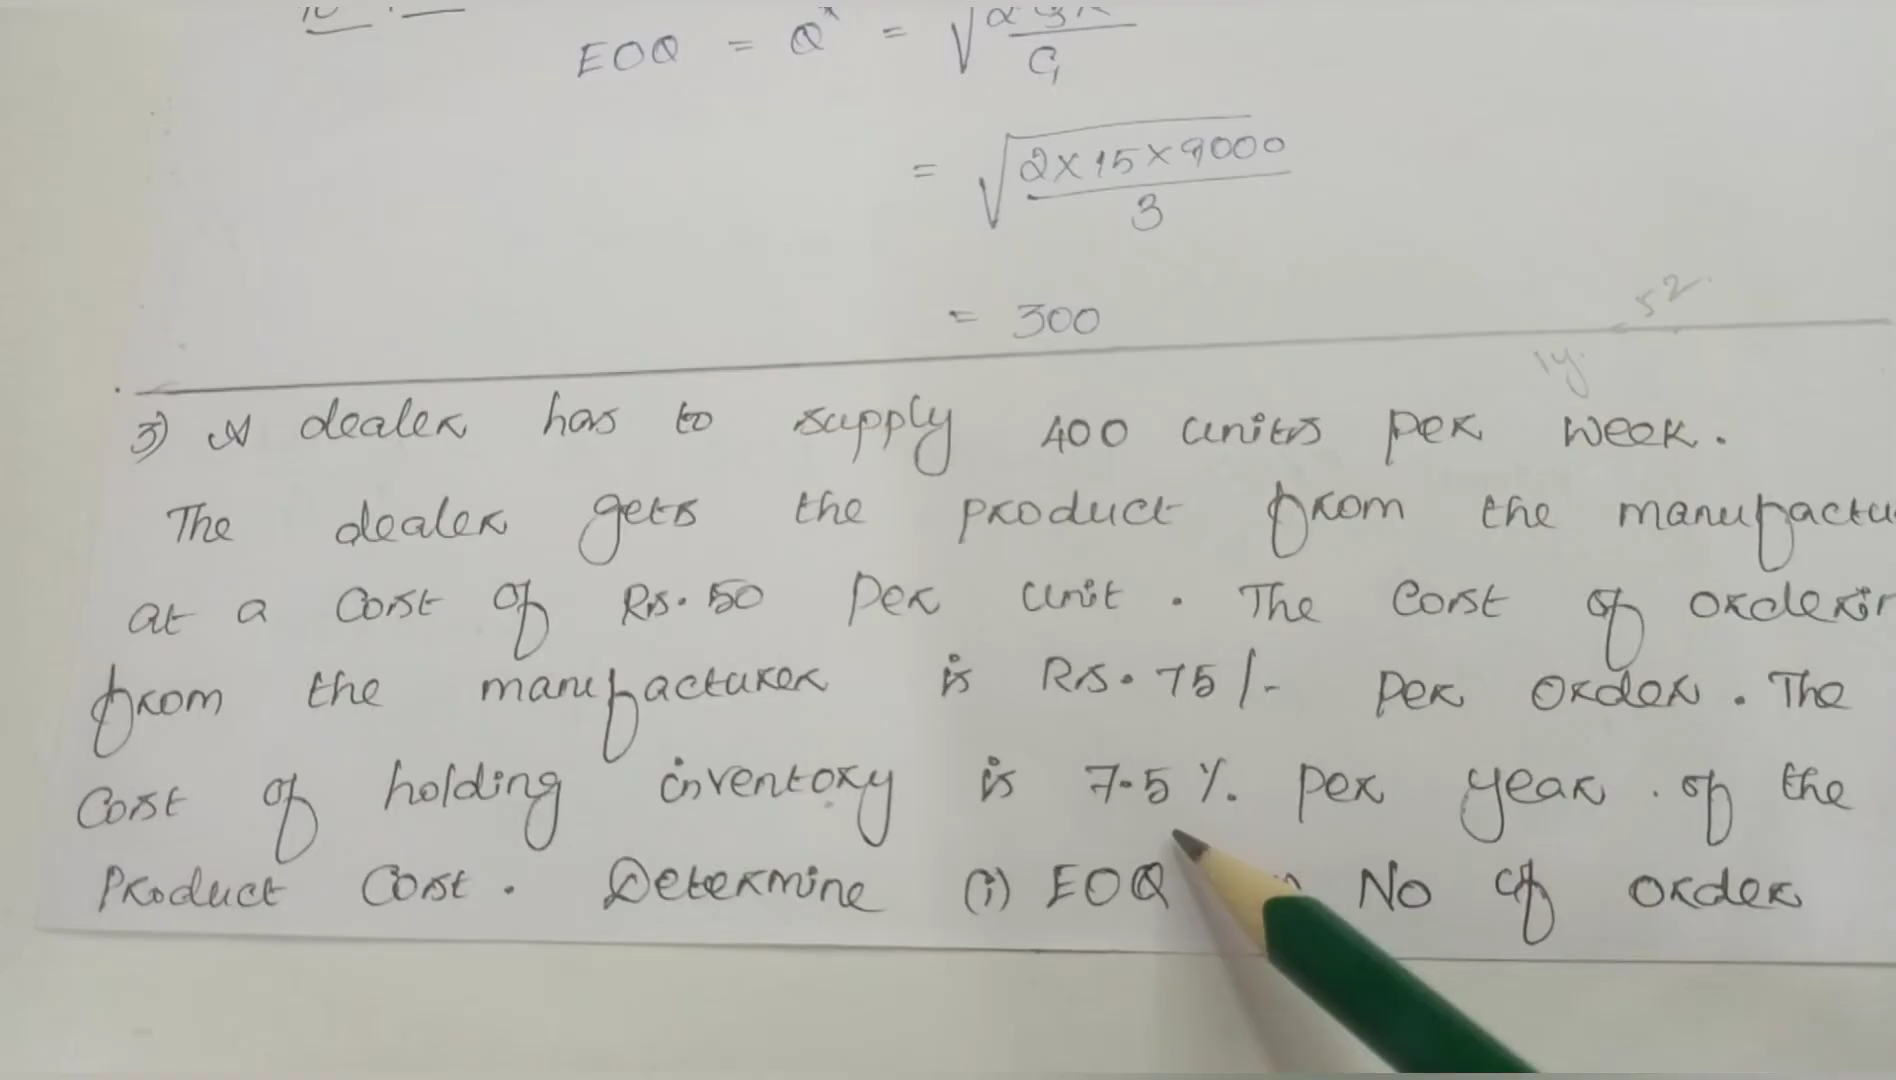 EOQ = Q* = √
C₁
= √2×15×9000
3
= 300
52
1y.
3) A dealer has to supply 400 units per week.
The dealer gets the product from the manufactu
at a cost of Rs. 50 per unit. The cost of orderin
from the manufacturer is Rs. 75/- per order. The
cost of holding inventory is 7.5 % per year. of the
Product cost. Determine (i) EOQ No of order